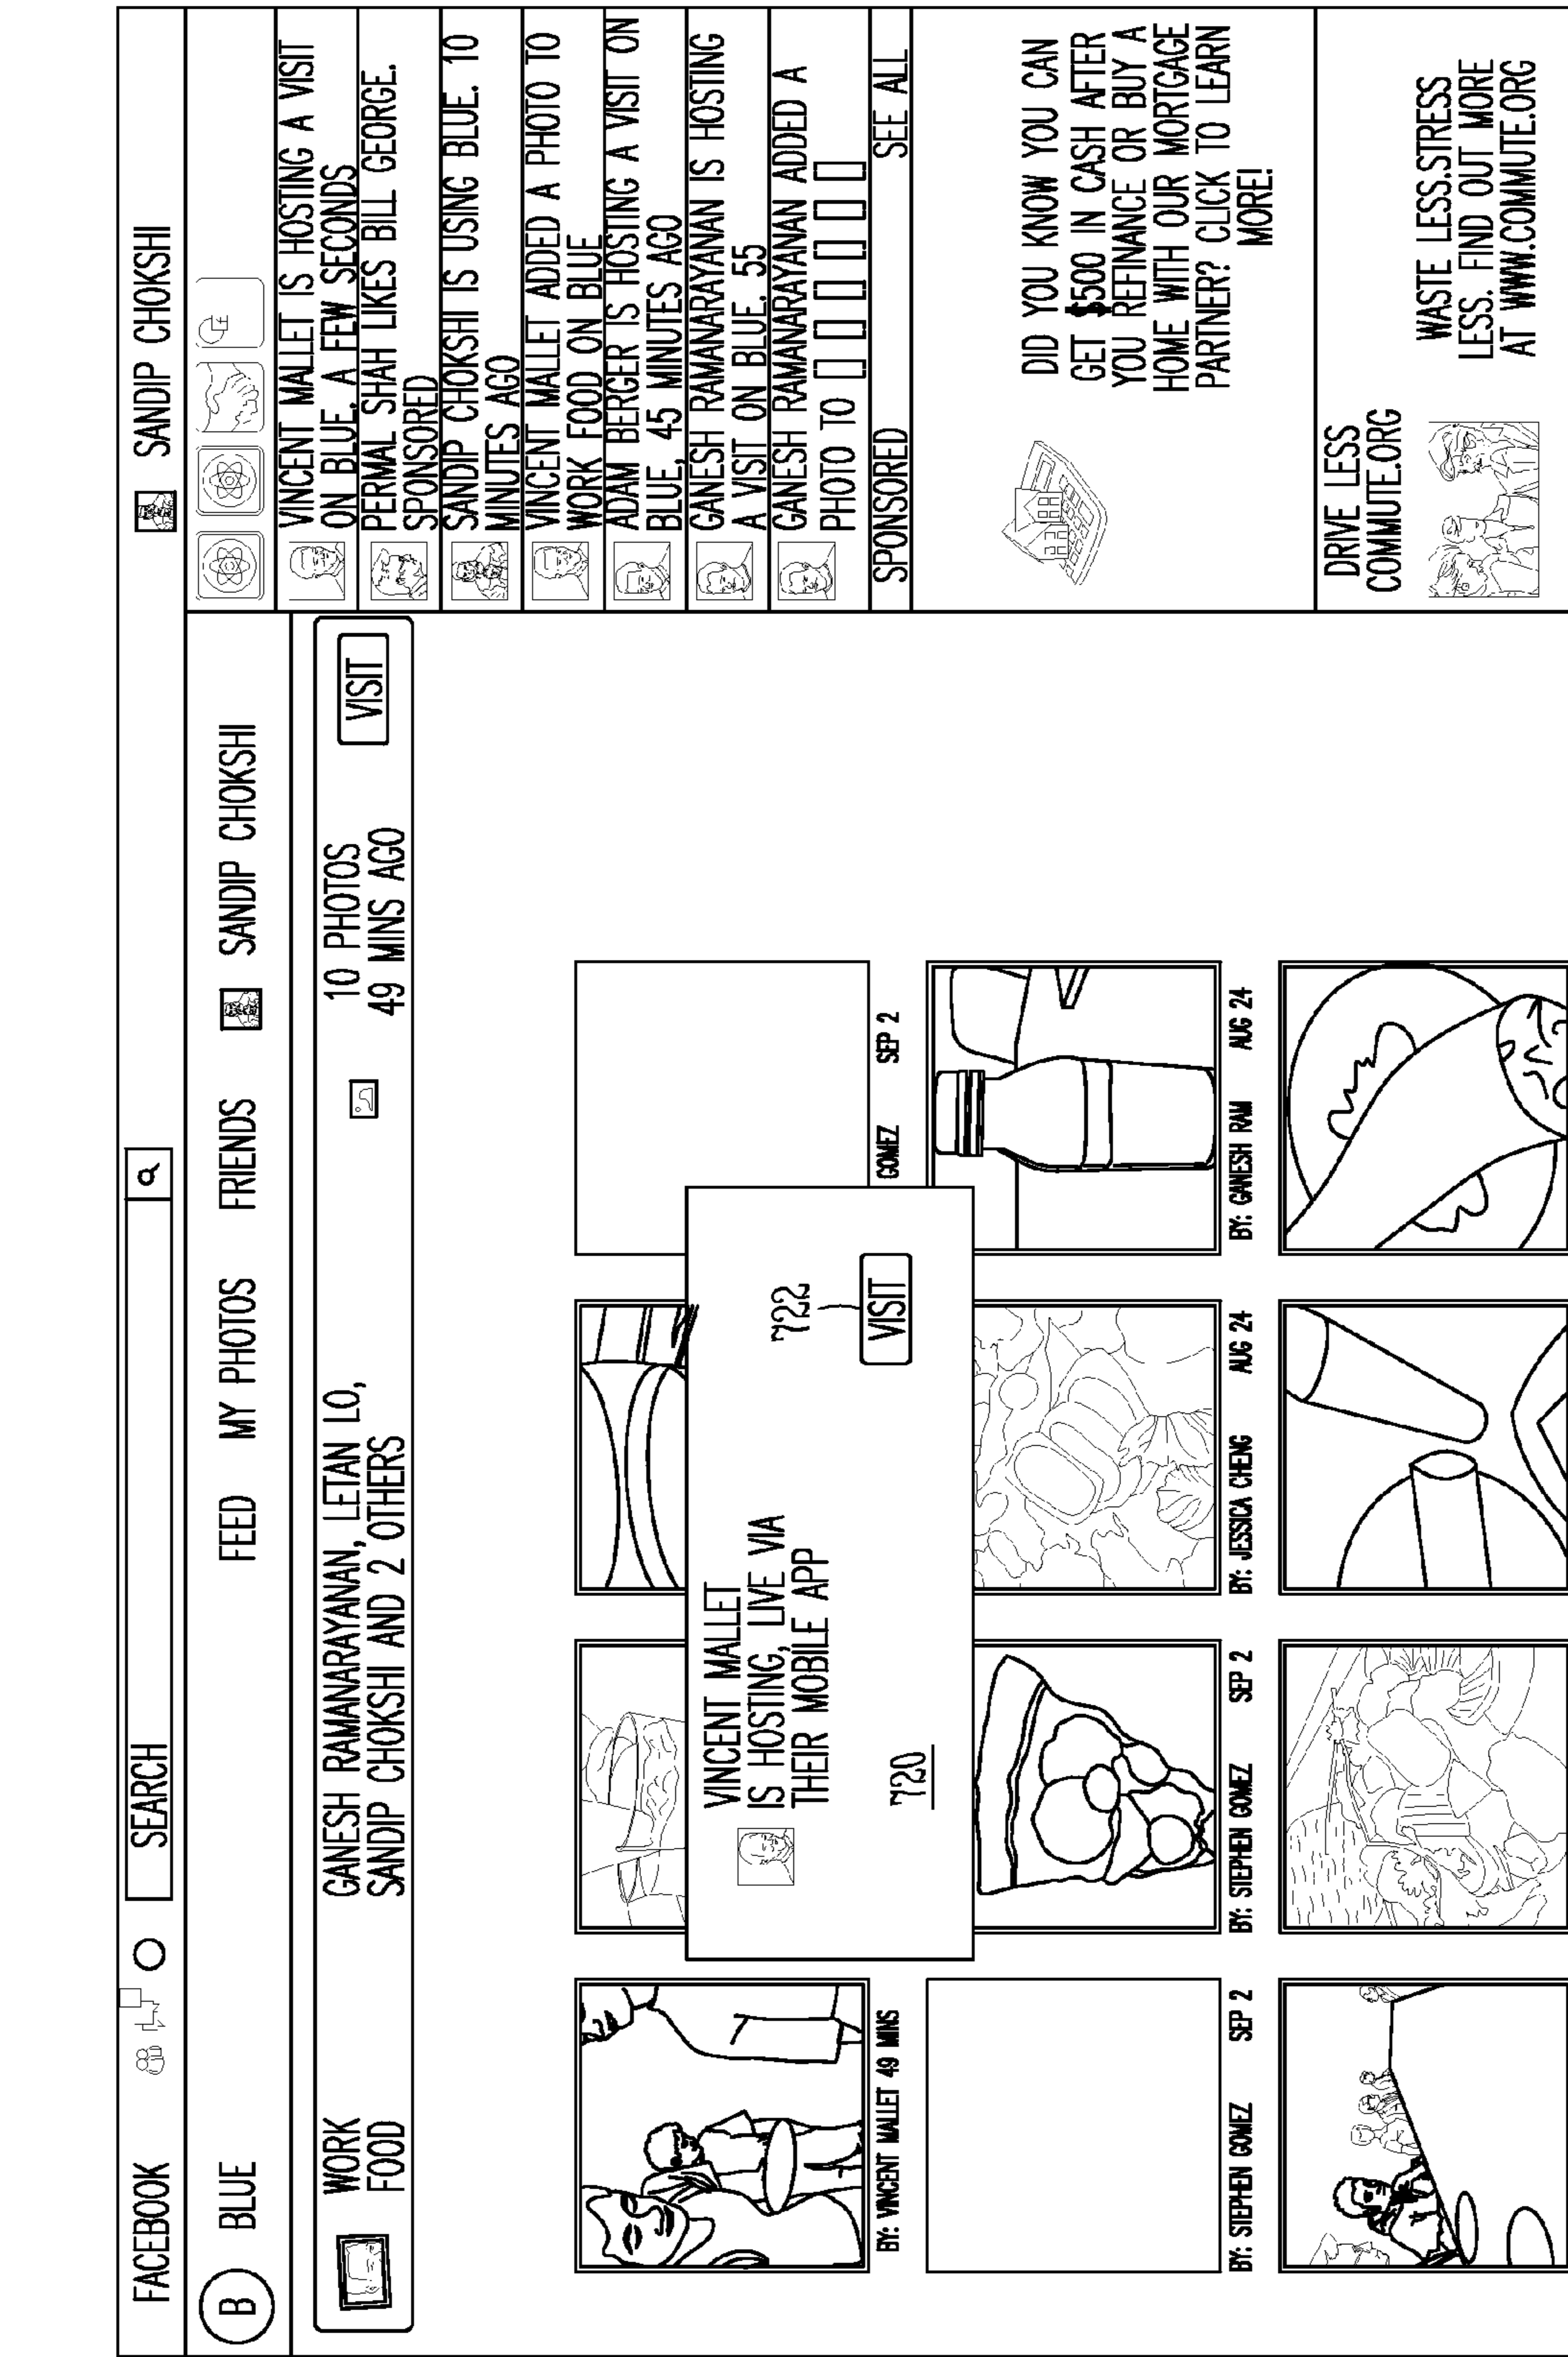 FACEBOOK SEARCH SANDIP CHOKSHI
B BLUE FEED MY PHOTOS FRIENDS SANDIP CHOKSHI
WORK
FOOD
GANESH RAMANARAYANAN, LETAN LO,
SANDIP CHOKSHI AND 2 OTHERS
10 PHOTOS
49 MINS AGO
VISIT
VINCENT MALLET
IS HOSTING, LIVE VIA
THEIR MOBILE APP
722
VISIT
720
BY: VINCENT MALLET 49 MINS
GOMEZ SEP 2
BY: STEPHEN GOMEZ SEP 2
BY: STEPHEN GOMEZ SEP 2
BY: JESSICA CHENG AUG 24
BY: GANESH RAM AUG 24
VINCENT MALLET IS HOSTING A VISIT
ON BLUE. A FEW SECONDS
PERMAL SHAH LIKES BILL GEORGE.
SPONSORED
SANDIP CHOKSHI IS USING BLUE. 10
MINUTES AGO
VINCENT MALLET ADDED A PHOTO TO
WORK FOOD ON BLUE
ADAM BERGER IS HOSTING A VISIT ON
BLUE, 45 MINUTES AGO
GANESH RAMANARAYANAN IS HOSTING
A VISIT ON BLUE. 55
GANESH RAMANARAYANAN ADDED A
PHOTO TO
SPONSORED SEE ALL
DID YOU KNOW YOU CAN
GET $500 IN CASH AFTER
YOU REFINANCE OR BUY A
HOME WITH OUR MORTGAGE
PARTNER? CLICK TO LEARN
MORE!
DRIVE LESS
COMMUTE.ORG
WASTE LESS.STRESS
LESS. FIND OUT MORE
AT WWW.COMMUTE.ORG